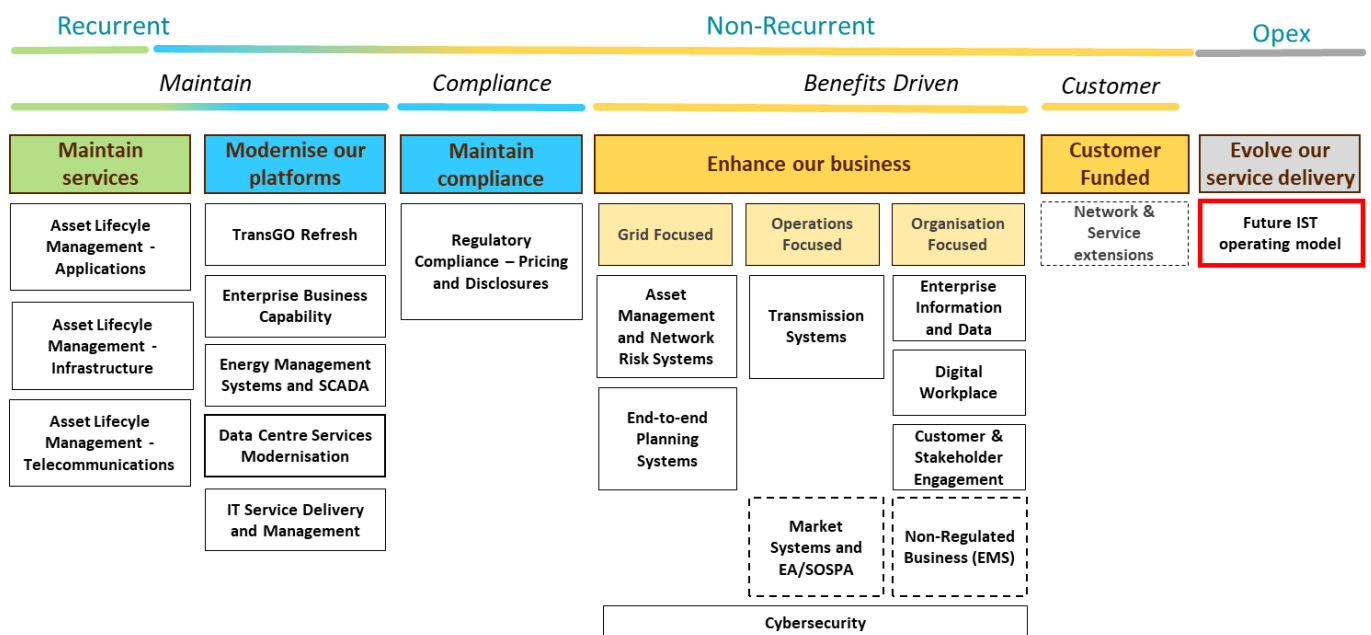 Recurrent
Non-Recurrent
Opex
Maintain
Compliance
Benefits Driven
Customer
Maintain
services
Modernise our
platforms
Maintain
compliance
Enhance our business
Customer
Funded
Evolve our
service delivery
Asset Lifecyle
Management -
Applications
Asset Lifecyle
Management -
Infrastructure
Asset Lifecyle
Management -
Telecommunications
TransGO Refresh
Enterprise Business
Capability
Energy Management
Systems and SCADA
Data Centre Services
Modernisation
IT Service Delivery
and Management
Regulatory
Compliance – Pricing
and Disclosures
Grid Focused
Asset
Management
and Network
Risk Systems
End-to-end
Planning
Systems
Operations
Focused
Transmission
Systems
Market
Systems and
EA/SOSPA
Organisation
Focused
Enterprise
Information
and Data
Digital
Workplace
Customer &
Stakeholder
Engagement
Non-Regulated
Business (EMS)
Cybersecurity
Network &
Service
extensions
Future IST
operating model